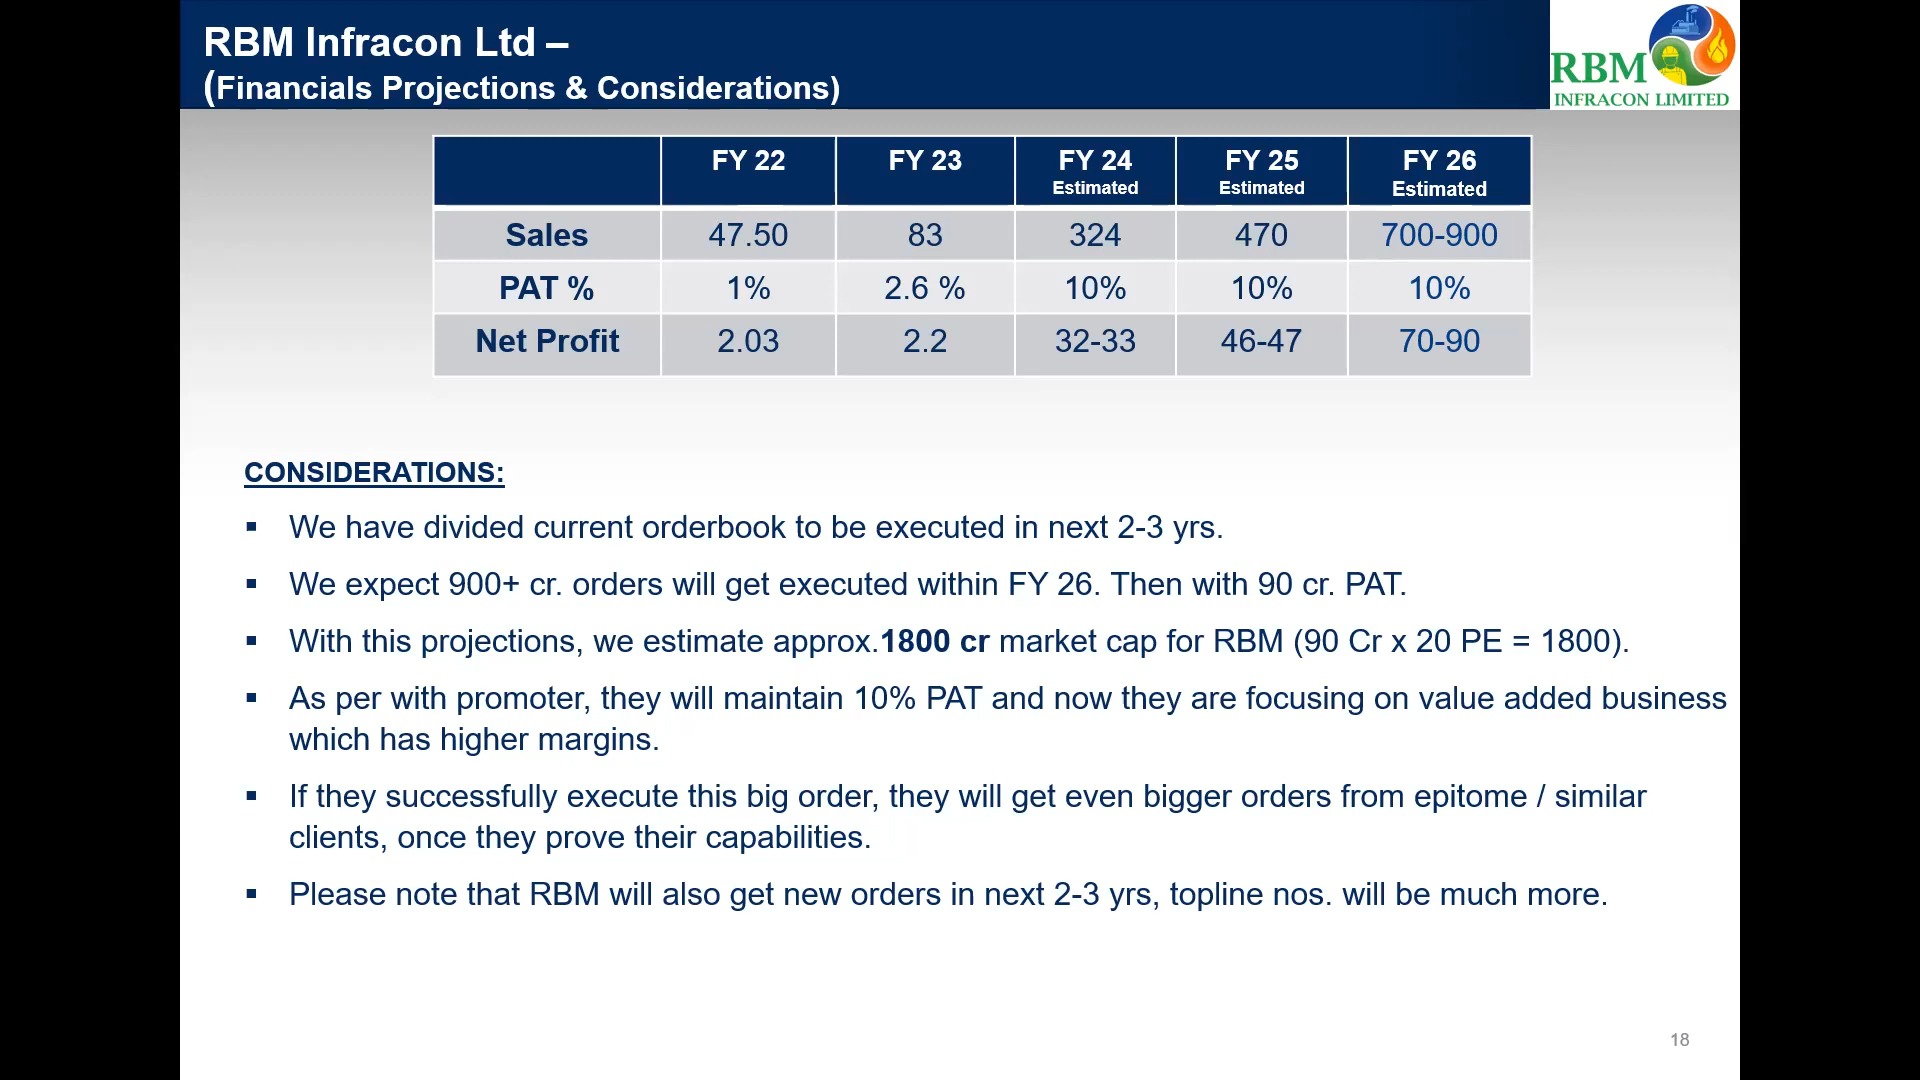 RBM Infracon Ltd –
(Financials Projections & Considerations)
RBM
INFRACON LIMITED
FY 22 FY 23 FY 24 FY 25 FY 26
Estimated Estimated Estimated
Sales 47.50 83 324 470 700-900
PAT % 1% 2.6 % 10% 10% 10%
Net Profit 2.03 2.2 32-33 46-47 70-90
CONSIDERATIONS:
▪ We have divided current orderbook to be executed in next 2-3 yrs.
▪ We expect 900+ cr. orders will get executed within FY 26. Then with 90 cr. PAT.
▪ With this projections, we estimate approx.1800 cr market cap for RBM (90 Cr x 20 PE = 1800).
▪ As per with promoter, they will maintain 10% PAT and now they are focusing on value added business
which has higher margins.
▪ If they successfully execute this big order, they will get even bigger orders from epitome / similar
clients, once they prove their capabilities.
▪ Please note that RBM will also get new orders in next 2-3 yrs, topline nos. will be much more.
18